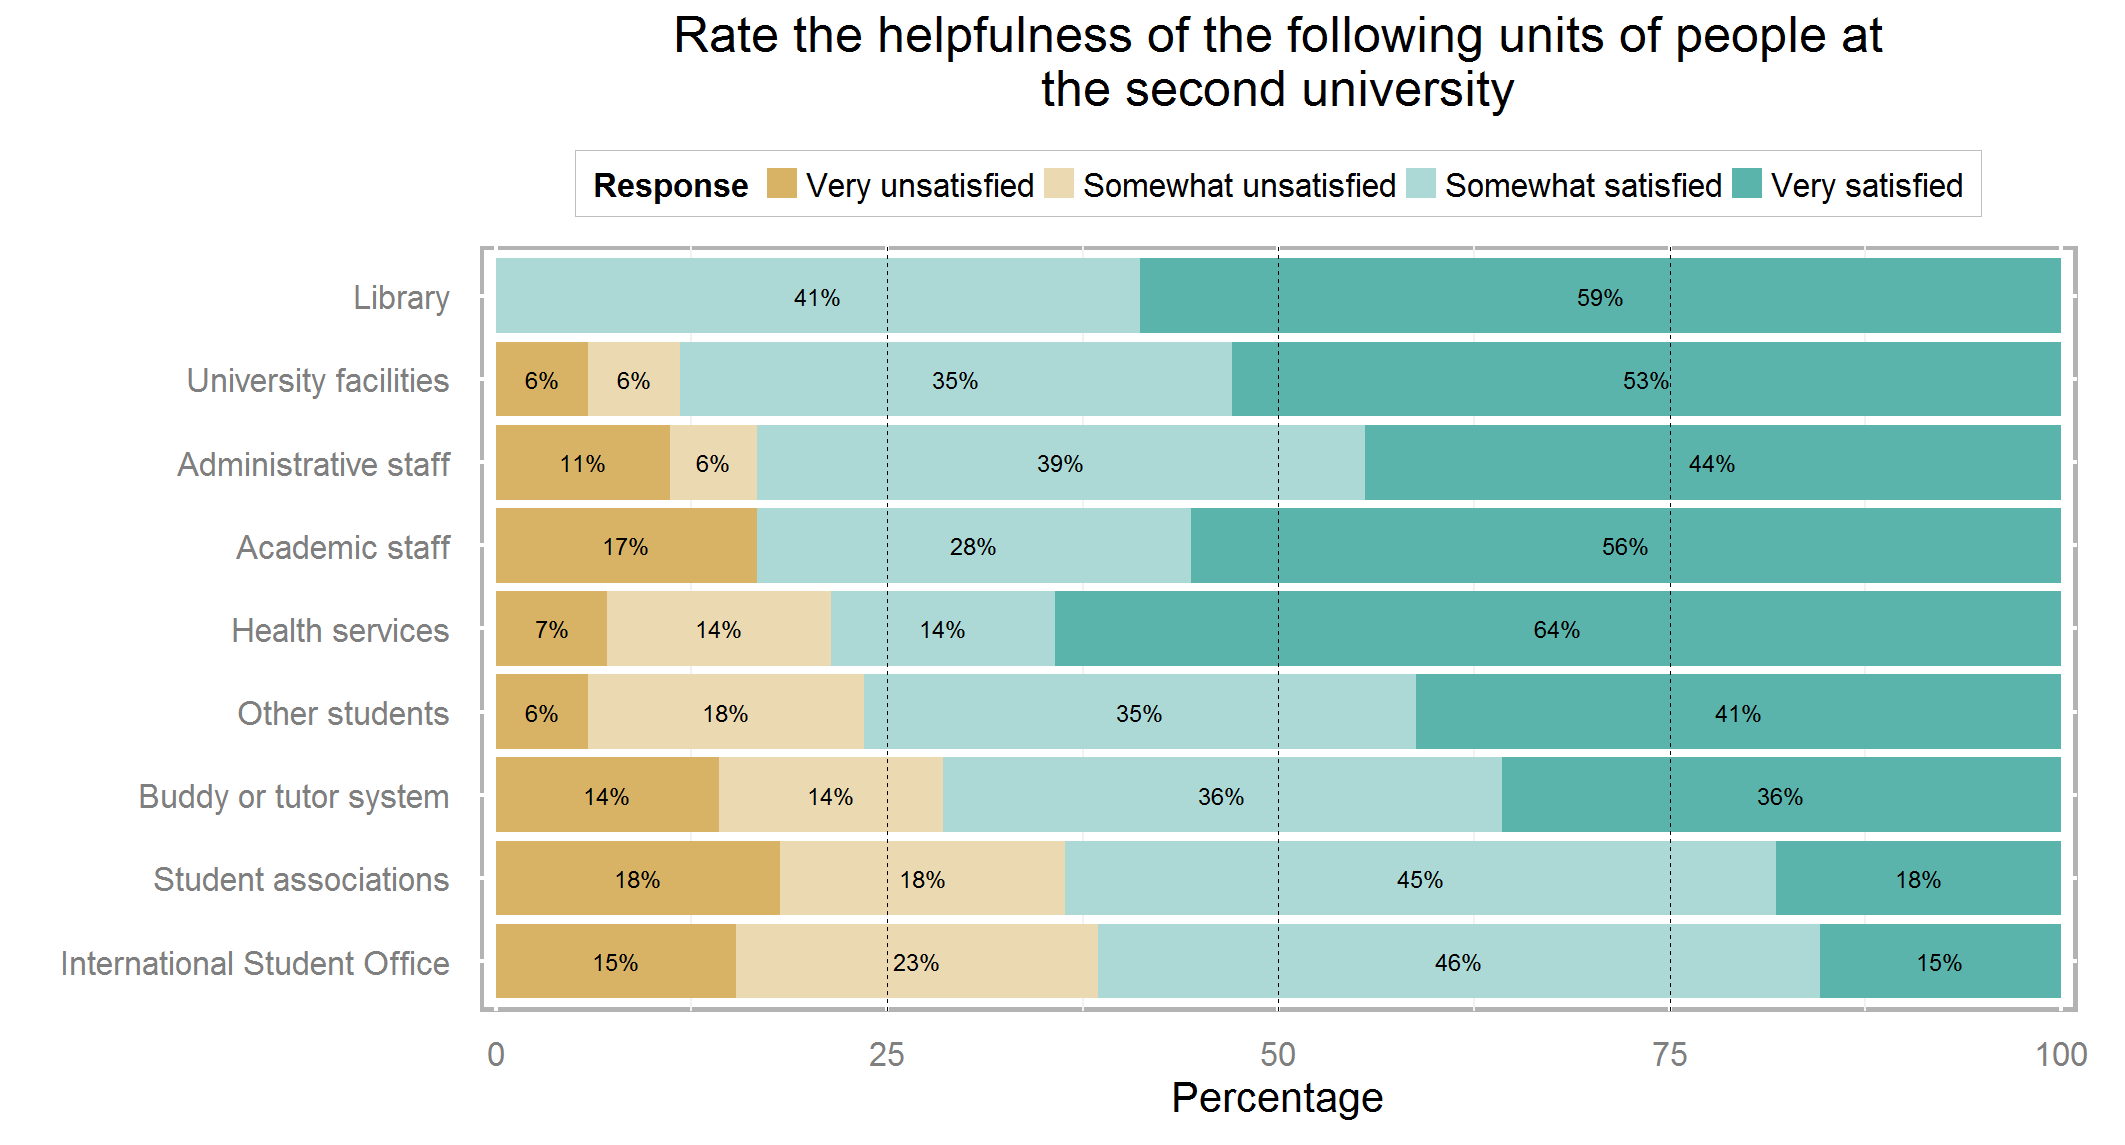 Rate the helpfulness of the following units of people at
the second university
Response Very unsatisfied Somewhat unsatisfied Somewhat satisfied Very satisfied
Library 41% 59%
University facilities 6% 6% 35% 53%
Administrative staff 11% 6% 39% 44%
Academic staff 17% 28% 56%
Health services 7% 14% 14% 64%
Other students 6% 18% 35% 41%
Buddy or tutor system 14% 14% 36% 36%
Student associations 18% 18% 45% 18%
International Student Office 15% 23% 46% 15%
0 25 50 75 100
Percentage